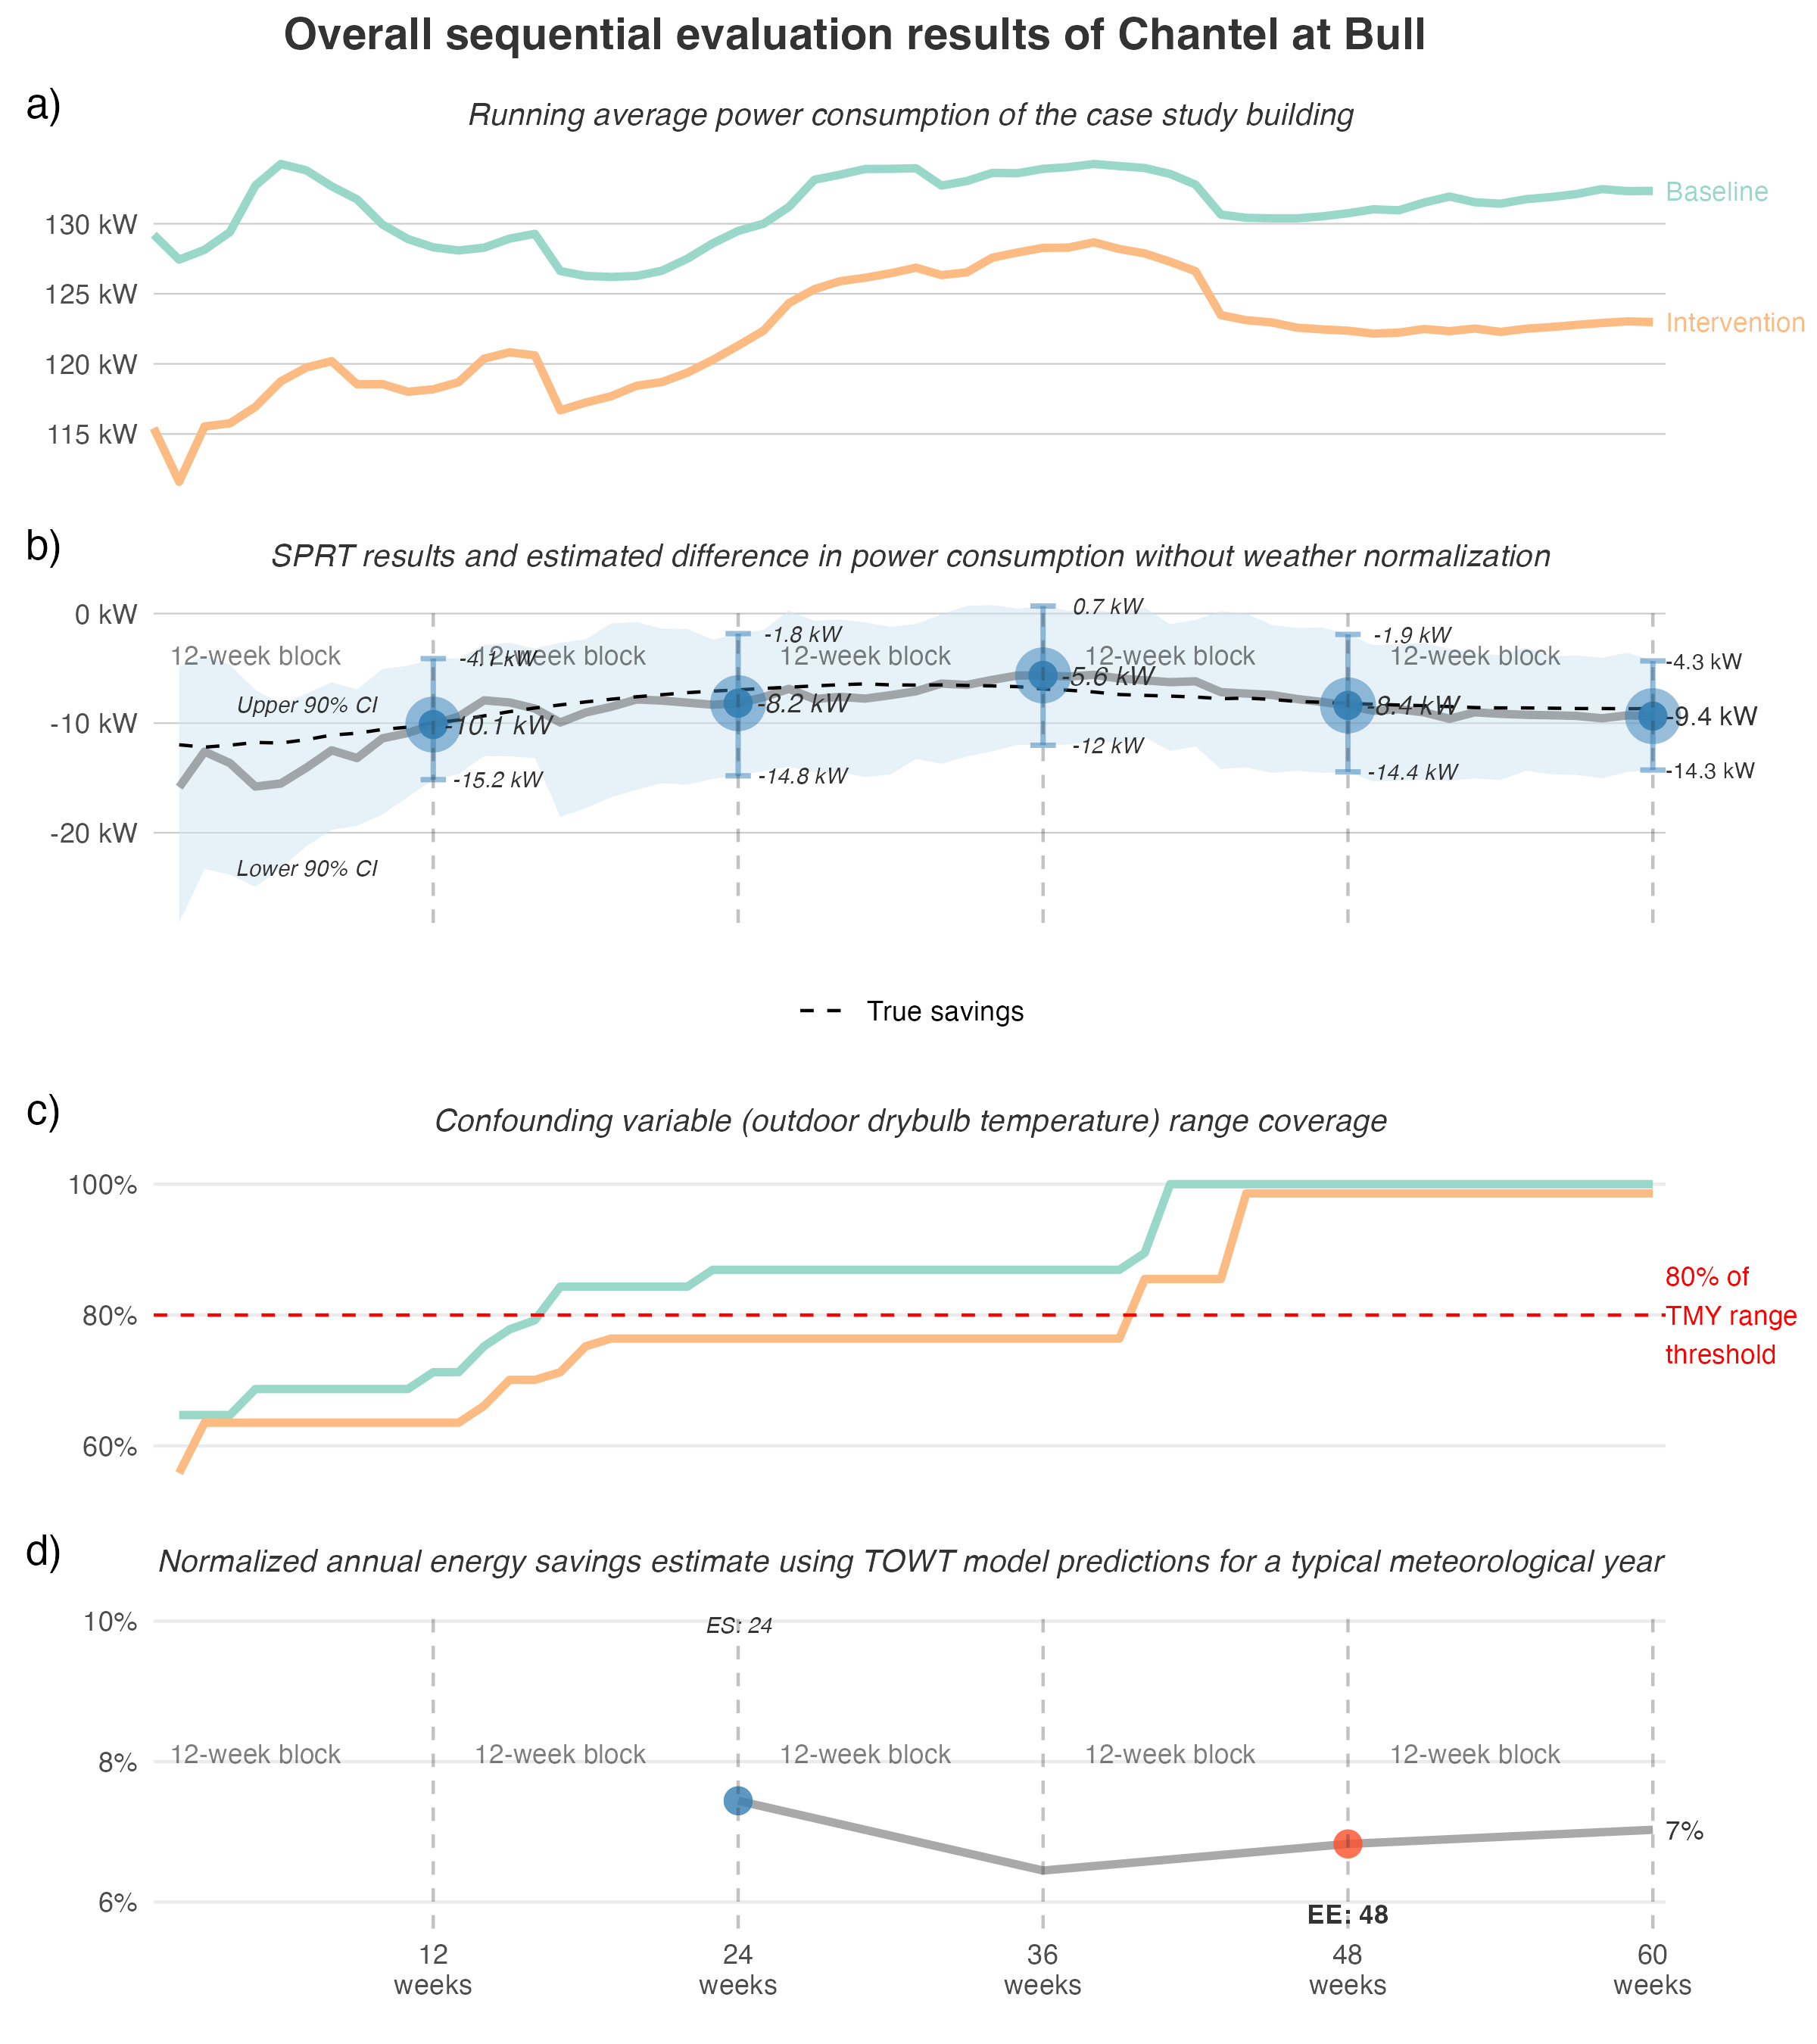 Overall sequential evaluation results of Chantel at Bull
a)
Running average power consumption of the case study building
130 kW
125 kW
120 kW
115 kW
Baseline
Intervention
b)
SPRT results and estimated difference in power consumption without weather normalization
0 kW
-10 kW
-20 kW
12-week block
12-week block
12-week block
12-week block
12-week block
Upper 90% CI
Lower 90% CI
-4.1 kW
-10.1 kW
-15.2 kW
-1.8 kW
-8.2 kW
-14.8 kW
0.7 kW
-5.6 kW
-12 kW
-1.9 kW
-8.4 kW
-14.4 kW
-4.3 kW
-9.4 kW
-14.3 kW
True savings
c)
Confounding variable (outdoor drybulb temperature) range coverage
100%
80%
60%
80% of
TMY range
threshold
d)
Normalized annual energy savings estimate using TOWT model predictions for a typical meteorological year
10%
8%
6%
ES: 24
12-week block
12-week block
12-week block
12-week block
12-week block
7%
EE: 48
12
weeks
24
weeks
36
weeks
48
weeks
60
weeks